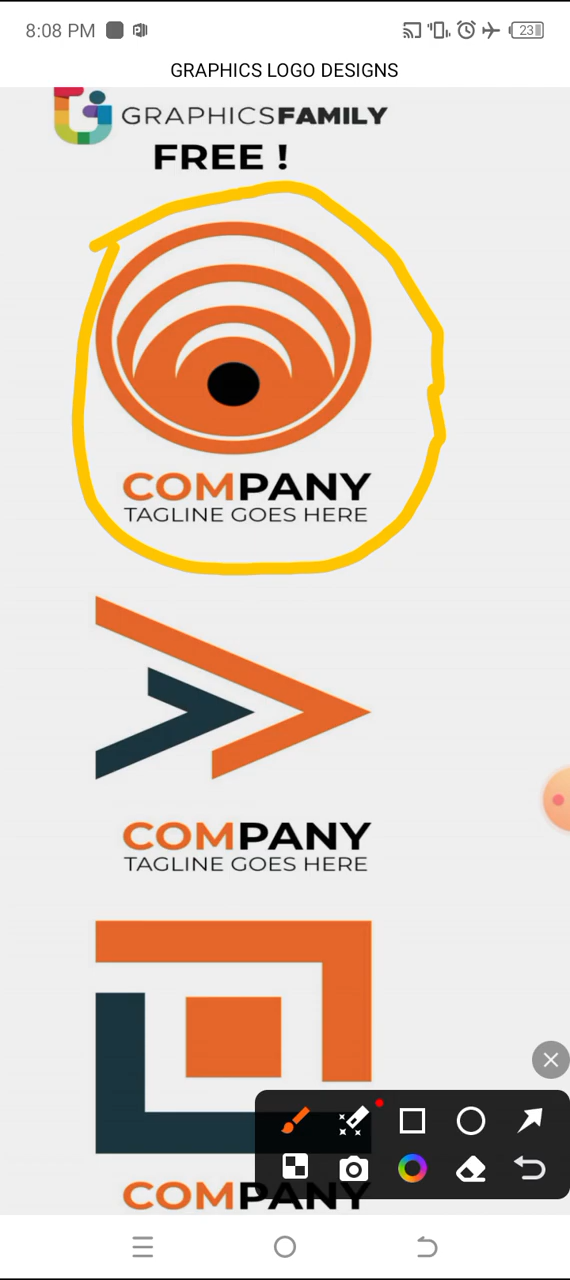 8:08 PM
23
GRAPHICS LOGO DESIGNS
GRAPHICSFAMILY
FREE !
COMPANY
TAGLINE GOES HERE
COMPANY
TAGLINE GOES HERE
COMPANY